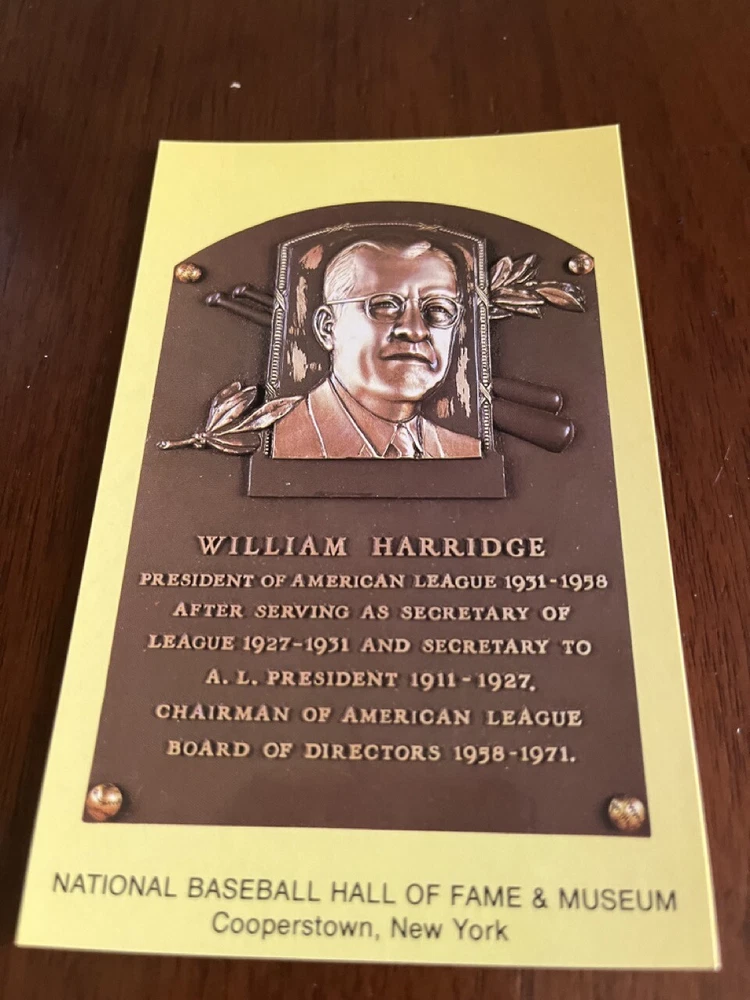 WILLIAM HARRIDGE
PRESIDENT OF AMERICAN LEAGUE 1931-1958
AFTER SERVING AS SECRETARY OF
LEAGUE 1927-1931 AND SECRETARY TO
A. L. PRESIDENT 1911-1927.
CHAIRMAN OF AMERICAN LEAGUE
BOARD OF DIRECTORS 1958-1971.
NATIONAL BASEBALL HALL OF FAME & MUSEUM
Cooperstown, New York